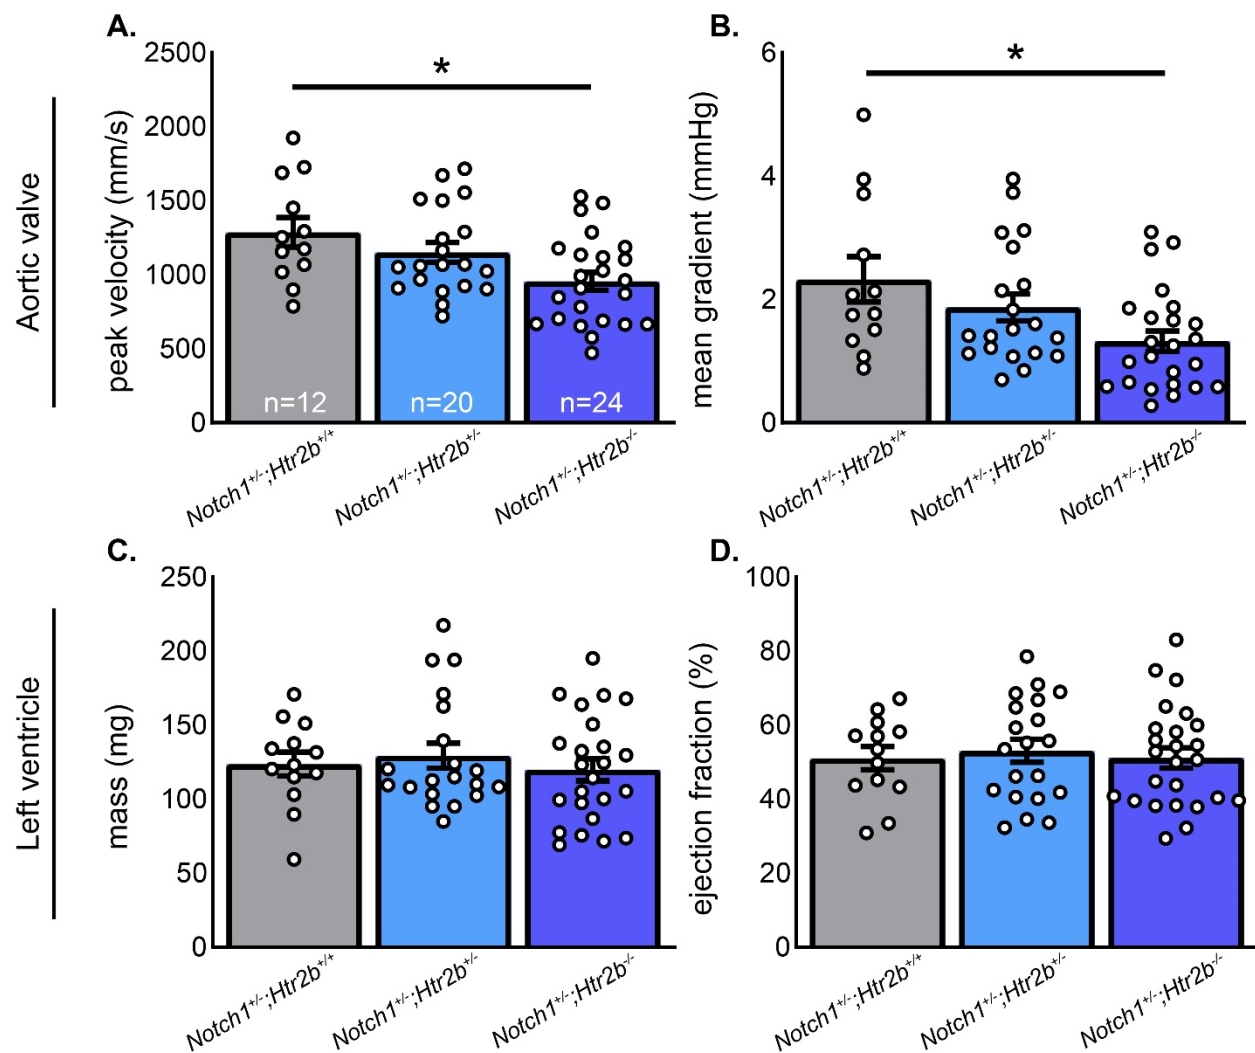 A.
Aortic valve
peak velocity (mm/s)
2500
2000
1500
1000
500
0
*
n=12
n=20
n=24
Notch1+/-;Htr2b+/+
Notch1+/-;Htr2b+/-
Notch1+/-;Htr2b-/-
B.
mean gradient (mmHg)
6
4
2
0
*
Notch1+/-;Htr2b+/+
Notch1+/-;Htr2b+/-
Notch1+/-;Htr2b-/-
C.
Left ventricle
mass (mg)
250
200
150
100
50
0
Notch1+/-;Htr2b+/+
Notch1+/-;Htr2b+/-
Notch1+/-;Htr2b-/-
D.
ejection fraction (%)
100
80
60
40
20
0
Notch1+/-;Htr2b+/+
Notch1+/-;Htr2b+/-
Notch1+/-;Htr2b-/-